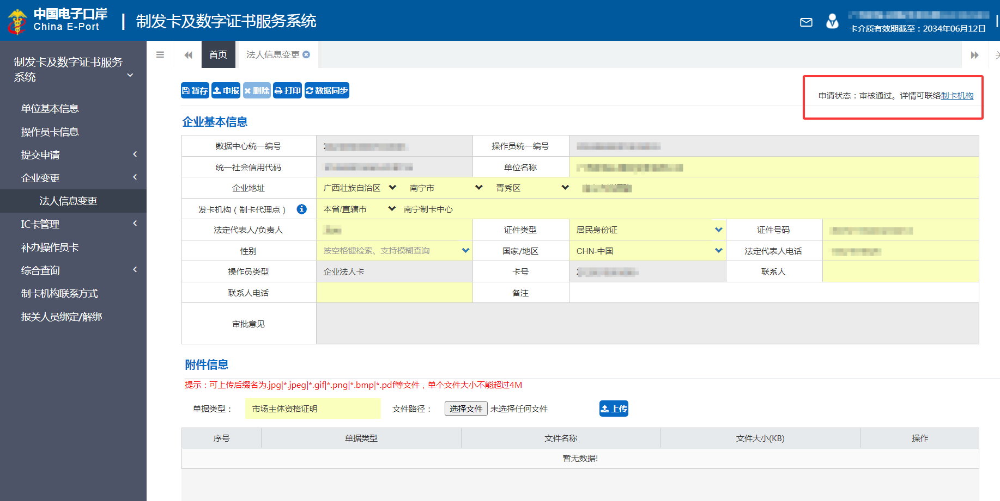 中国电子口岸
China E-Port
制发卡及数字证书服务系统
卡介质有效期截至：2034年06月12日
制发卡及数字证书服务
系统
单位基本信息
操作员卡信息
提交申请
企业变更
法人信息变更
IC卡管理
补办操作员卡
综合查询
制卡机构联系方式
报关人员绑定/解绑
首页 法人信息变更
暂存 申报 删除 打印 数据同步
申请状态：审核通过。详情可联络制卡机构
企业基本信息
数据中心统一编号 操作员统一编号
统一社会信用代码 单位名称
企业地址 广西壮族自治区 南宁市 青秀区
发卡机构（制卡代理点） 本省/直辖市 南宁制卡中心
法定代表人/负责人 证件类型 居民身份证 证件号码
性别 按空格键检索、支持模糊查询 国家/地区 CHN-中国 法定代表人电话
操作员类型 企业法人卡 卡号 联系人
联系人电话 备注
审批意见
附件信息
提示：可上传后缀名为.jpg|*.jpeg|*.gif|*.png|*.bmp|*.pdf等文件，单个文件大小不能超过4M
单据类型： 市场主体资格证明 文件路径： 选择文件 未选择任何文件 上传
序号 单据类型 文件名称 文件大小(KB) 操作
暂无数据!